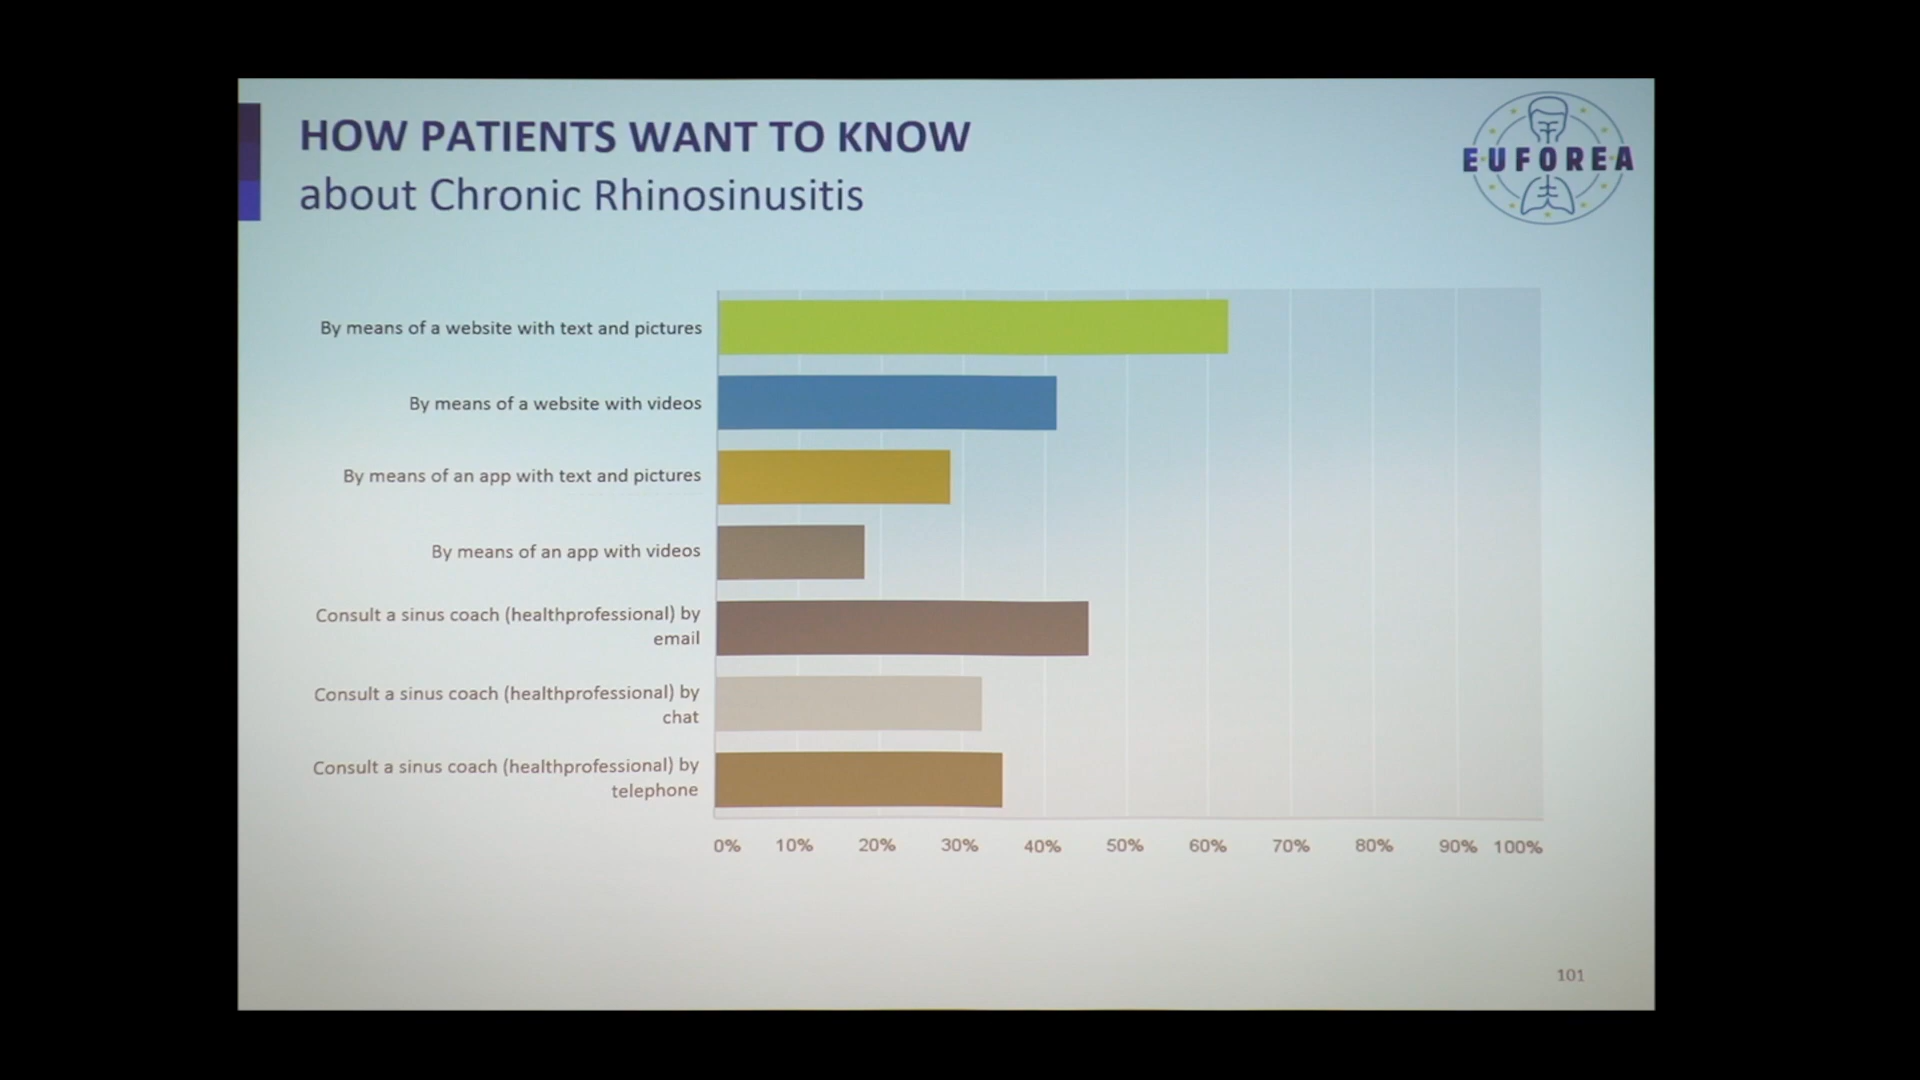 HOW PATIENTS WANT TO KNOW
about Chronic Rhinosinusitis
EUFOREA
By means of a website with text and pictures
By means of a website with videos
By means of an app with text and pictures
By means of an app with videos
Consult a sinus coach (healthprofessional) by
email
Consult a sinus coach (healthprofessional) by
chat
Consult a sinus coach (healthprofessional) by
telephone
0% 10% 20% 30% 40% 50% 60% 70% 80% 90% 100%
101